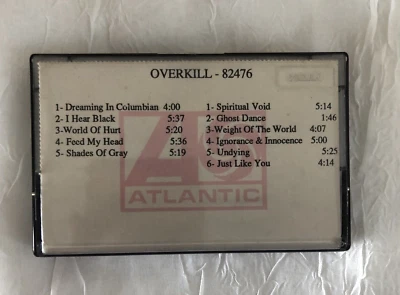 OVERKILL - 82476
1- Dreaming In Columbian 4:00
2- I Hear Black 5:37
3-World Of Hurt 5:20
4- Feed My Head 5:36
5- Shades Of Gray 5:19
1- Spiritual Void 5:14
2- Ghost Dance 1:46
3-Weight Of The World 4:07
4- Ignorance & Innocence 5:00
5- Undying 5:25
6- Just Like You 4:14
ATLANTIC